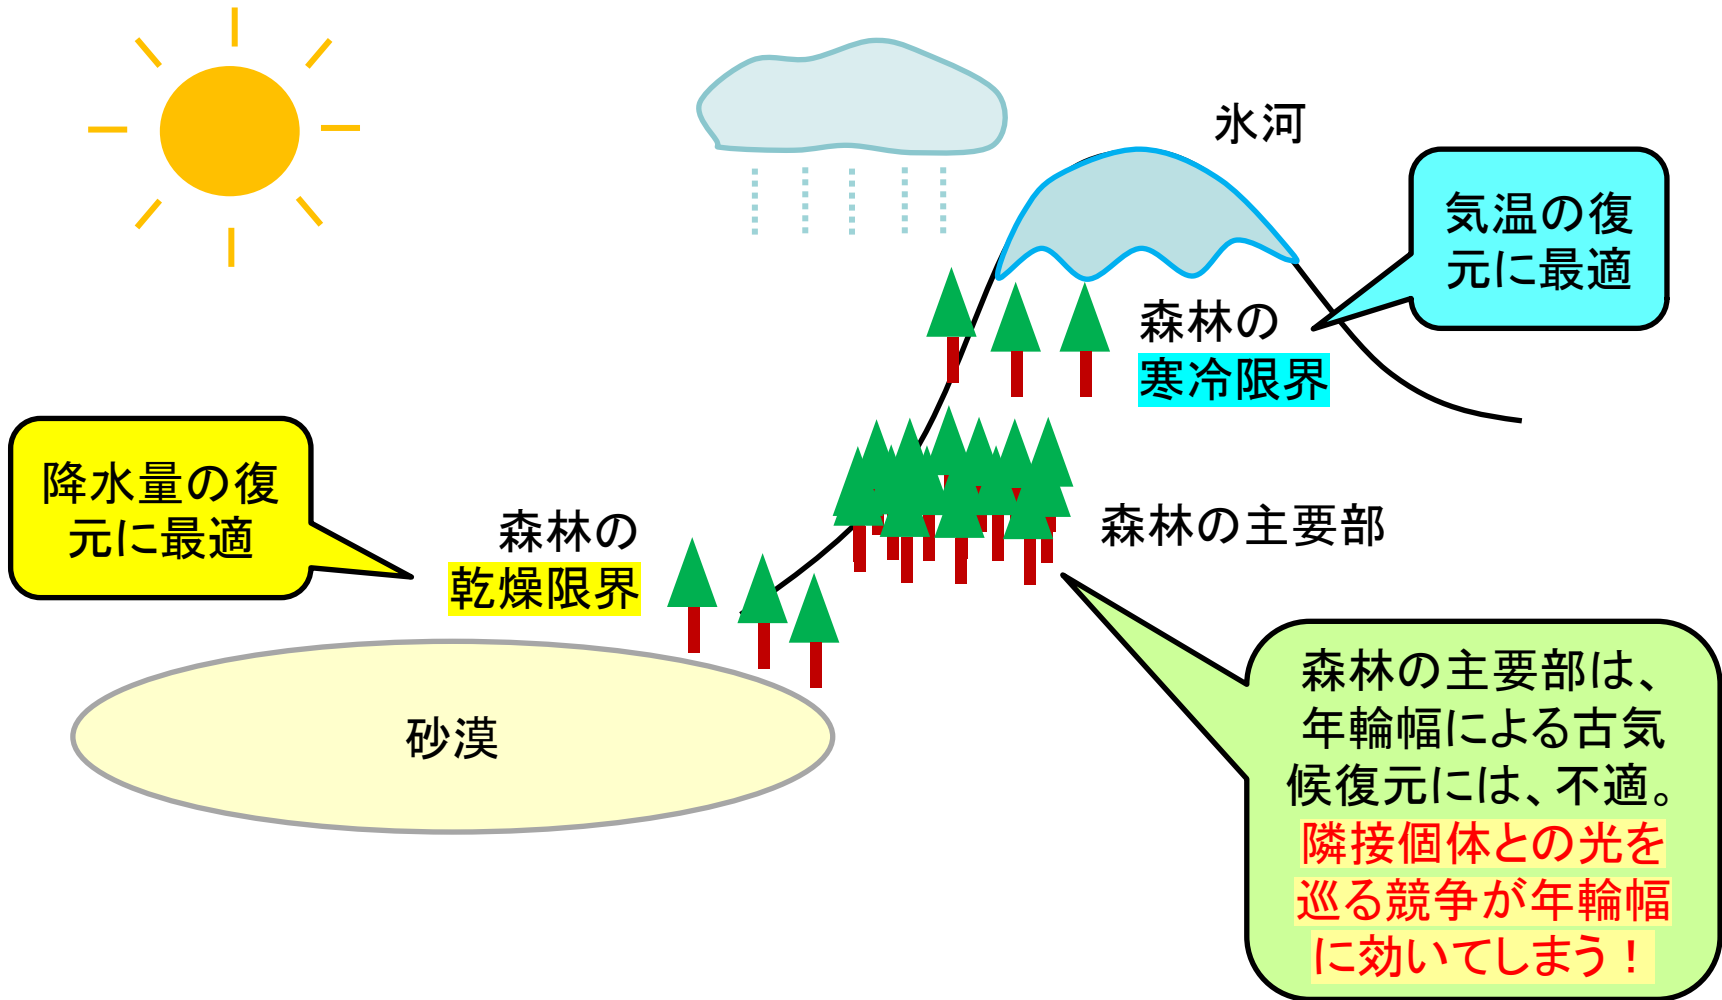 氷河
気温の復
元に最適
森林の
寒冷限界
降水量の復
元に最適
森林の
乾燥限界
森林の主要部
砂漠
森林の主要部は、
年輪幅による古気
候復元には、不適。
隣接個体との光を
巡る競争が年輪幅
に効いてしまう！